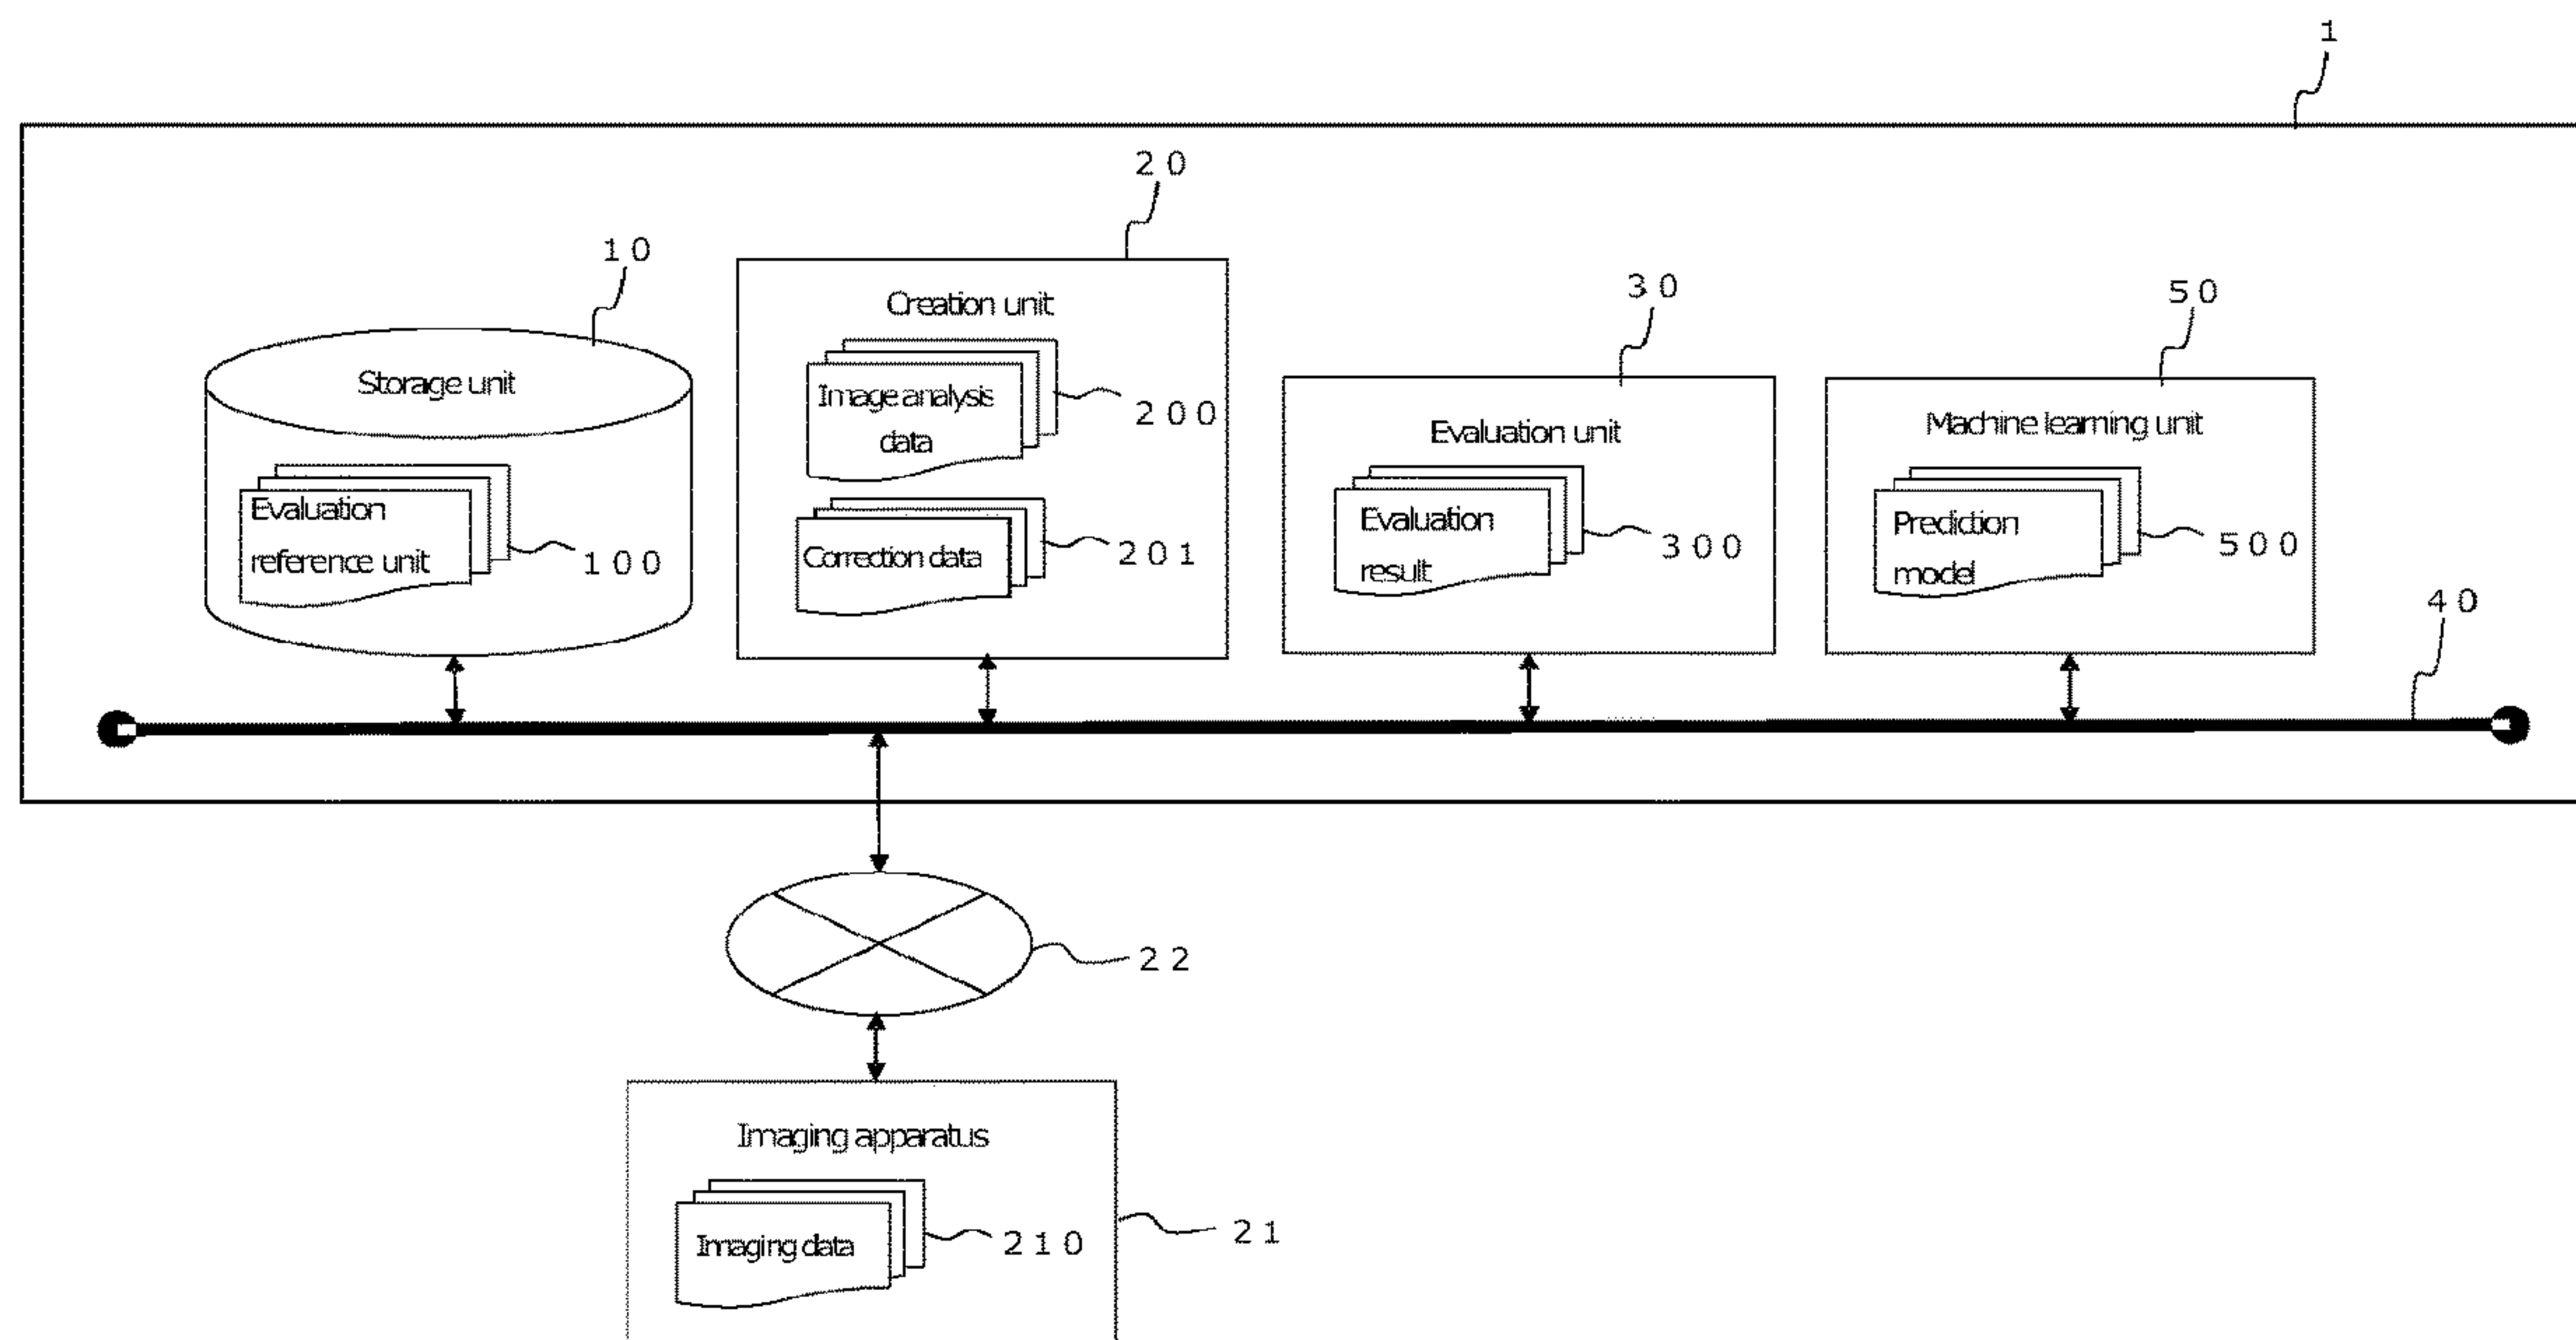 1
20
10
Creation unit
30
50
Storage unit
Image analysis
data
200
Evaluation unit
Machine learning unit
Evaluation
reference unit
100
Correction data
201
Evaluation
result
300
Prediction
model
500
40
22
Imaging apparatus
Imaging data
210
21